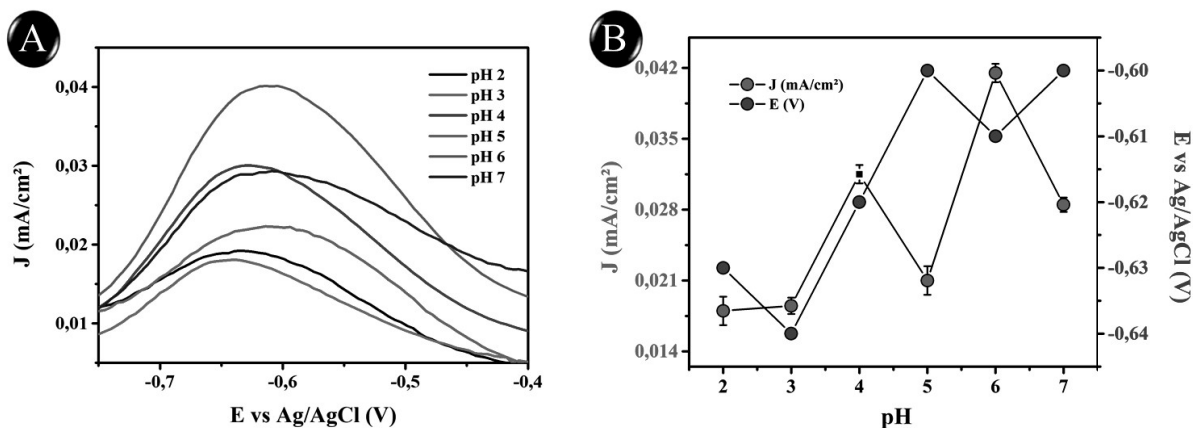 A
0,04
0,03
0,02
0,01
J (mA/cm²)
-0,7
-0,6
-0,5
-0,4
E vs Ag/AgCl (V)
pH 2
pH 3
pH 4
pH 5
pH 6
pH 7
B
0,042
0,035
0,028
0,021
0,014
J (mA/cm²)
J (mA/cm²)
E (V)
2
3
4
5
6
7
pH
-0,60
-0,61
-0,62
-0,63
-0,64
E vs Ag/AgCl (V)